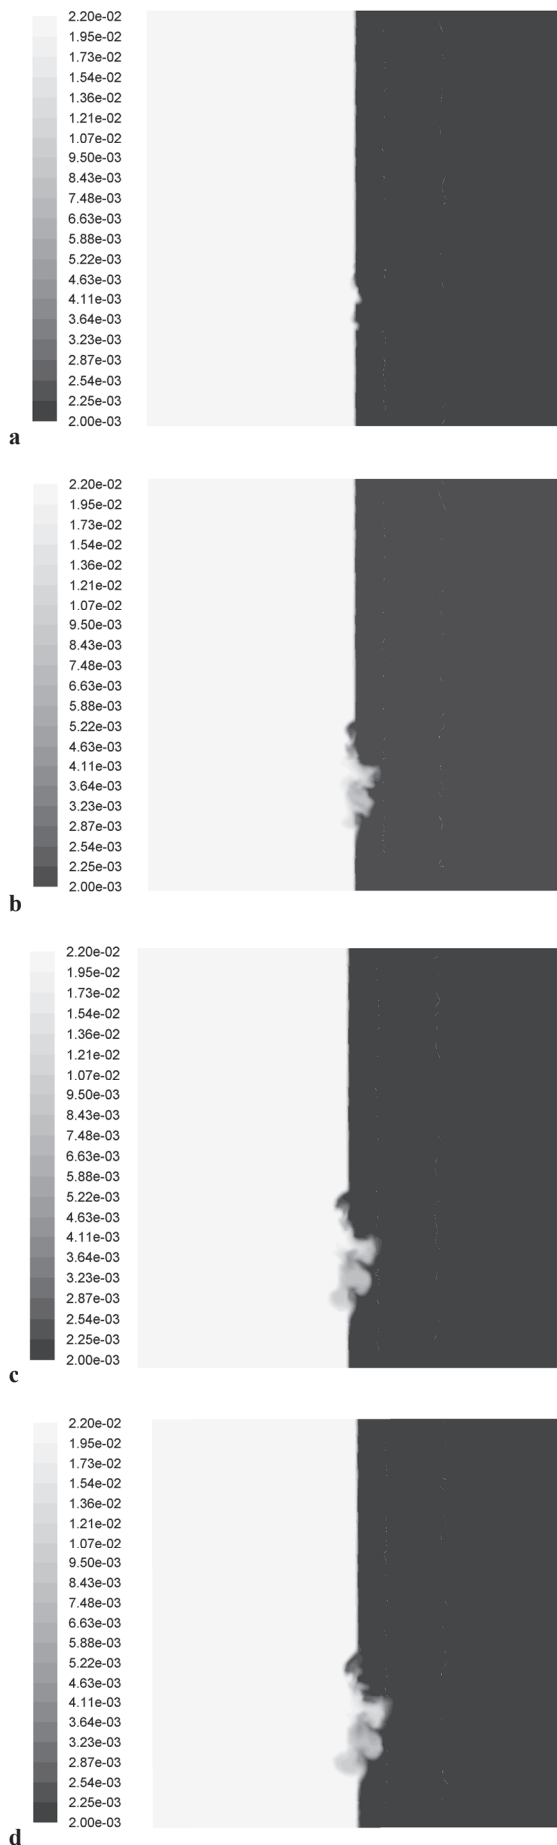 2.20e-02
1.95e-02
1.73e-02
1.54e-02
1.36e-02
1.21e-02
1.07e-02
9.50e-03
8.43e-03
7.48e-03
6.63e-03
5.88e-03
5.22e-03
4.63e-03
4.11e-03
3.64e-03
3.23e-03
2.87e-03
2.54e-03
2.25e-03
2.00e-03
a
2.20e-02
1.95e-02
1.73e-02
1.54e-02
1.36e-02
1.21e-02
1.07e-02
9.50e-03
8.43e-03
7.48e-03
6.63e-03
5.88e-03
5.22e-03
4.63e-03
4.11e-03
3.64e-03
3.23e-03
2.87e-03
2.54e-03
2.25e-03
2.00e-03
b
2.20e-02
1.95e-02
1.73e-02
1.54e-02
1.36e-02
1.21e-02
1.07e-02
9.50e-03
8.43e-03
7.48e-03
6.63e-03
5.88e-03
5.22e-03
4.63e-03
4.11e-03
3.64e-03
3.23e-03
2.87e-03
2.54e-03
2.25e-03
2.00e-03
c
2.20e-02
1.95e-02
1.73e-02
1.54e-02
1.36e-02
1.21e-02
1.07e-02
9.50e-03
8.43e-03
7.48e-03
6.63e-03
5.88e-03
5.22e-03
4.63e-03
4.11e-03
3.64e-03
3.23e-03
2.87e-03
2.54e-03
2.25e-03
2.00e-03
d